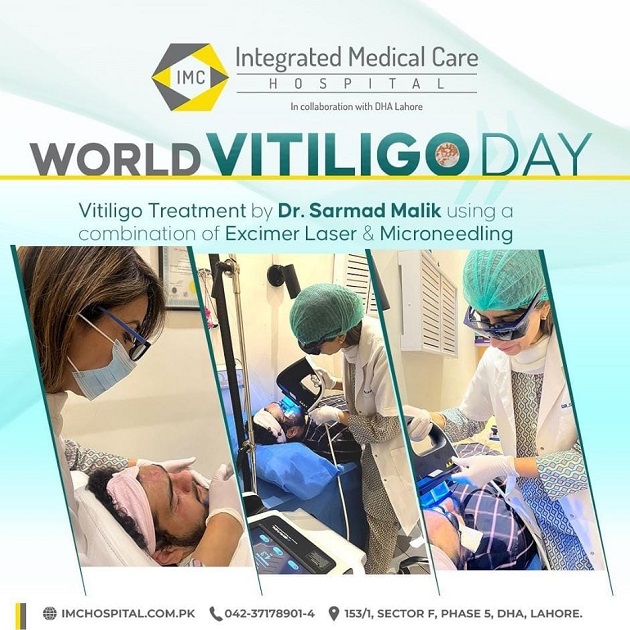 IMC
Integrated Medical Care
HOSPITAL
In collaboration with DHA Lahore
WORLD VITILIGO DAY
Vitiligo Treatment by Dr. Sarmad Malik using a
combination of Excimer Laser & Microneedling
IMCHOSPITAL.COM.PK 042-37178901-4 153/1, SECTOR F, PHASE 5, DHA, LAHORE.